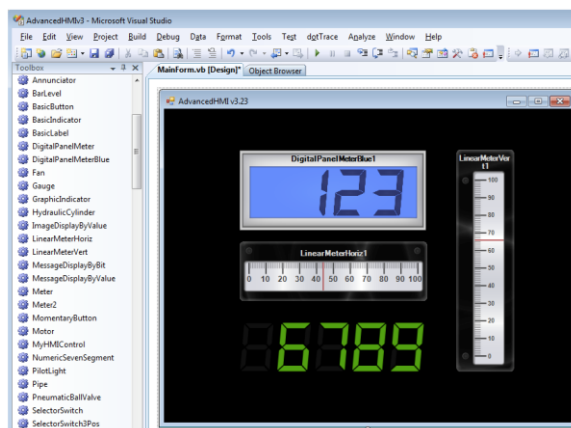 AdvancedHMIv3 - Microsoft Visual Studio
File Edit View Project Build Debug Data Format Tools Test dgtTrace Analyze Window Help
Toolbox
MainForm.vb [Design]* Object Browser
Annunciator
BarLevel
BasicButton
BasicIndicator
BasicLabel
DigitalPanelMeter
DigitalPanelMeterBlue
Fan
Gauge
GraphicIndicator
HydraulicCylinder
ImageDisplayByValue
LinearMeterHoriz
LinearMeterVert
MessageDisplayByBit
MessageDisplayByValue
Meter
Meter2
MomentaryButton
Motor
MyHMIControl
NumericSevenSegment
PilotLight
Pipe
PneumaticBallValve
SelectorSwitch
SelectorSwitch3Pos
AdvancedHMI v3.23
DigitalPanelMeterBlue1
123
LinearMeterHoriz1
0 10 20 30 40 50 60 70 80 90 100
6789
LinearMeterVer
t1
100
90
80
70
60
50
40
30
20
10
0